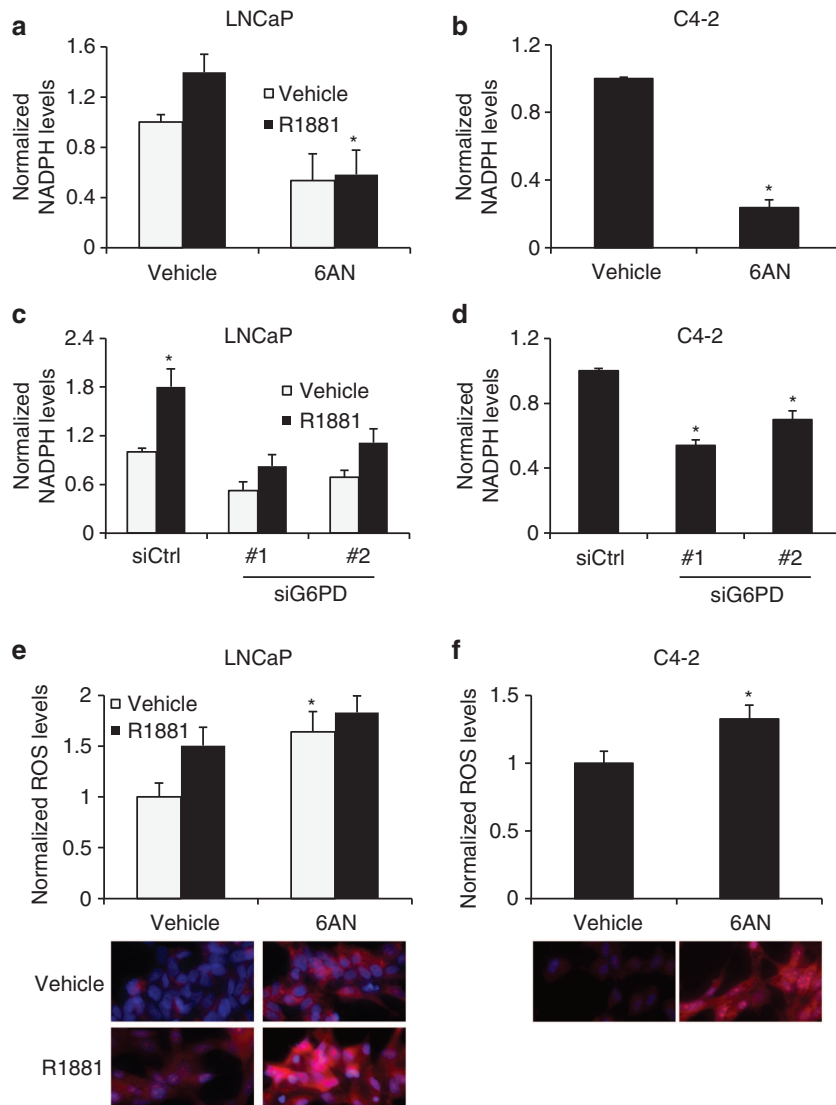 a
LNCaP
Normalized
NADPH levels
1.6
1.2
0.8
0.4
0
Vehicle
R1881
*
Vehicle
6AN
b
C4-2
Normalized
NADPH levels
1.2
0.8
0.4
0
*
Vehicle
6AN
c
LNCaP
Normalized
NADPH levels
2.4
1.8
1.2
0.6
0
*
Vehicle
R1881
siCtrl
#1
#2
siG6PD
d
C4-2
Normalized
NADPH levels
1.2
0.8
0.4
0
*
*
siCtrl
#1
#2
siG6PD
e
LNCaP
Normalized ROS levels
2
1.5
1
0.5
0
Vehicle
R1881
*
Vehicle
6AN
Vehicle
R1881
f
C4-2
Normalized ROS levels
1.5
1
0.5
0
*
Vehicle
6AN